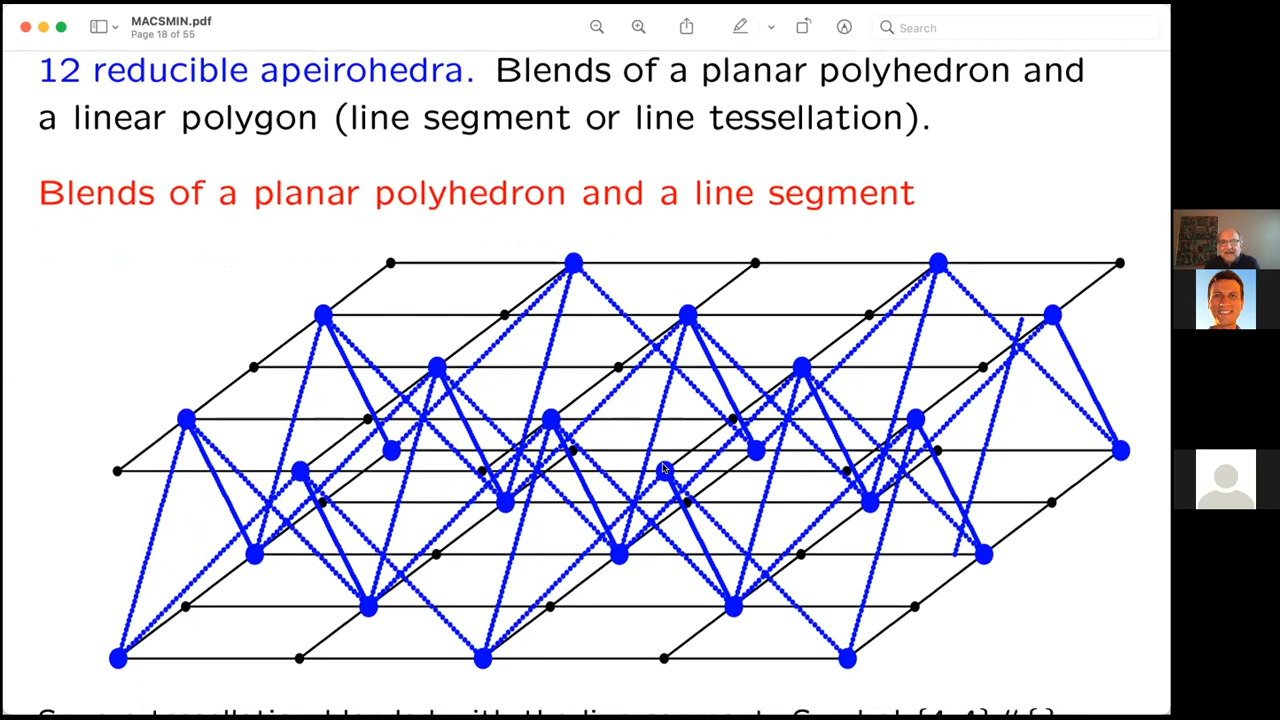 MACSMIN.pdf
Page 18 of 55
Search
12 reducible apeirohedra. Blends of a planar polyhedron and
a linear polygon (line segment or line tessellation).
Blends of a planar polyhedron and a line segment